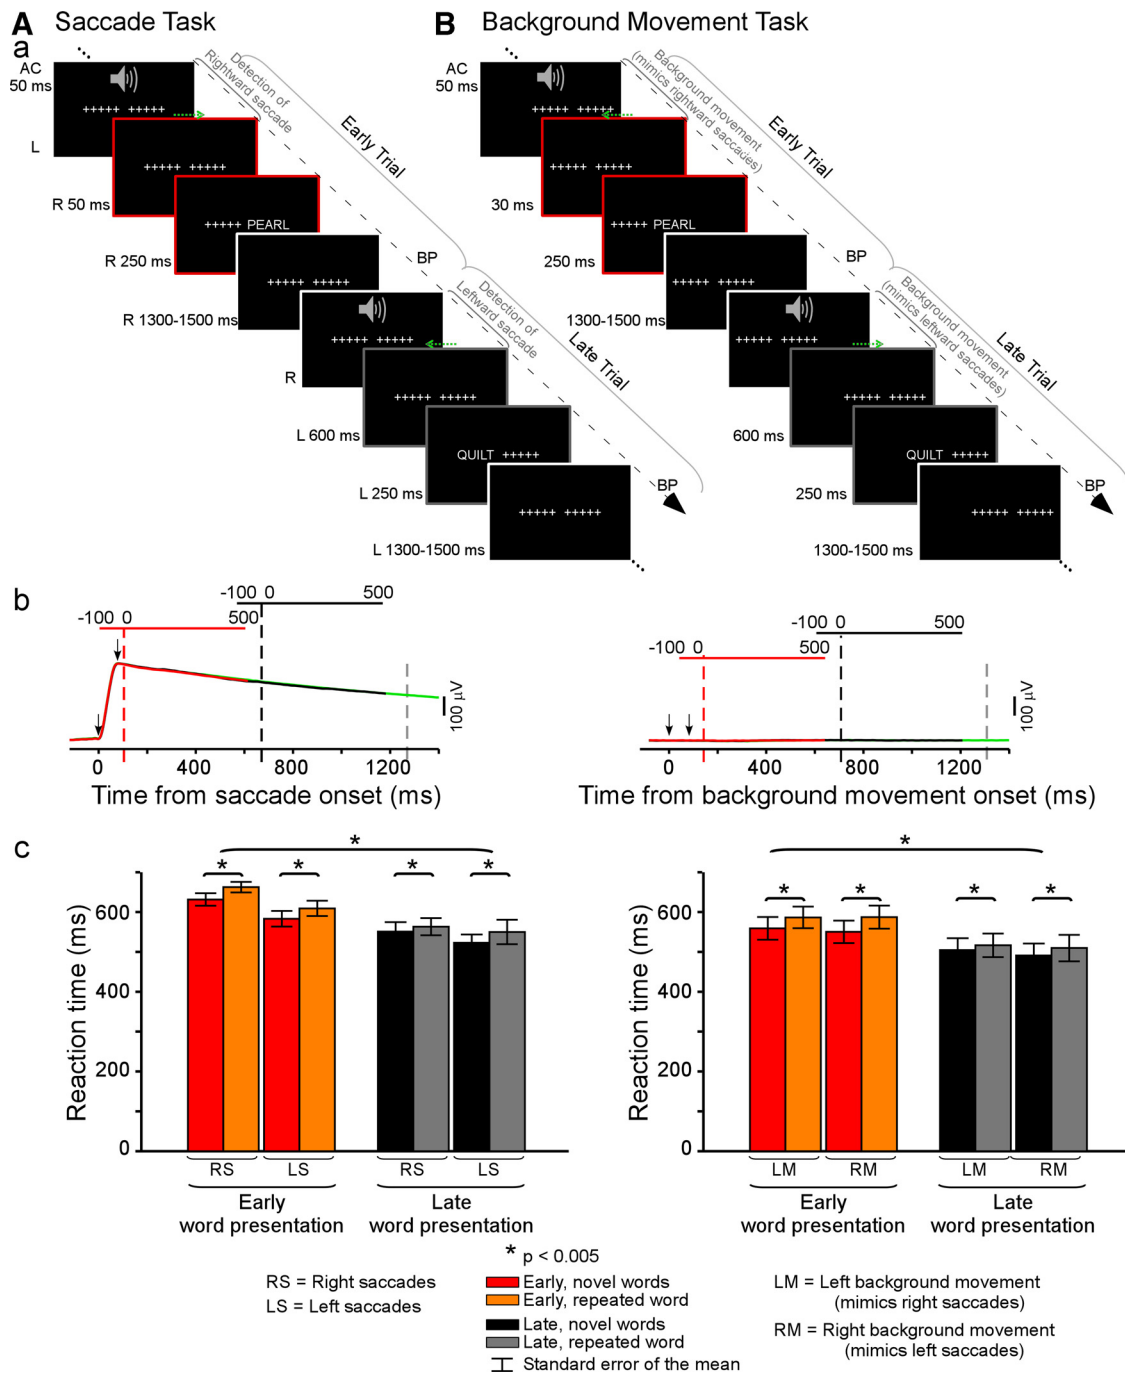 A Saccade Task
a
AC
50 ms
+++++ +++++
Detection of
Rightward saccade
Early Trial
L
+++++ +++++
R 50 ms
+++++ PEARL
R 250 ms
+++++ +++++
BP
R 1300-1500 ms
+++++ +++++
Detection of
Leftward saccade
Late Trial
R
+++++ +++++
L 600 ms
QUILT +++++
L 250 ms
BP
+++++ +++++
L 1300-1500 ms
B Background Movement Task
AC
50 ms
+++++ +++++
Background movement
(mimics rightward saccades)
Early Trial
+++++ +++++
30 ms
+++++ PEARL
250 ms
+++++ +++++
BP
1300-1500 ms
+++++ +++++
Background movement
(mimics leftward saccades)
Late Trial
+++++ +++++
600 ms
QUILT +++++
250 ms
BP
+++++ +++++
1300-1500 ms
b
-100 0 500
-100 0 500
100 µV
0 400 800 1200
Time from saccade onset (ms)
-100 0 500
-100 0 500
100 µV
0 400 800 1200
Time from background movement onset (ms)
c
Reaction time (ms)
600
400
200
0
*
* * * *
RS LS RS LS
Early
word presentation
Late
word presentation
Reaction time (ms)
600
400
200
0
*
* * * *
LM RM LM RM
Early
word presentation
Late
word presentation
* p < 0.005
RS = Right saccades
LS = Left saccades
Early, novel words
Early, repeated word
Late, novel words
Late, repeated word
Standard error of the mean
LM = Left background movement
(mimics right saccades)
RM = Right background movement
(mimics left saccades)